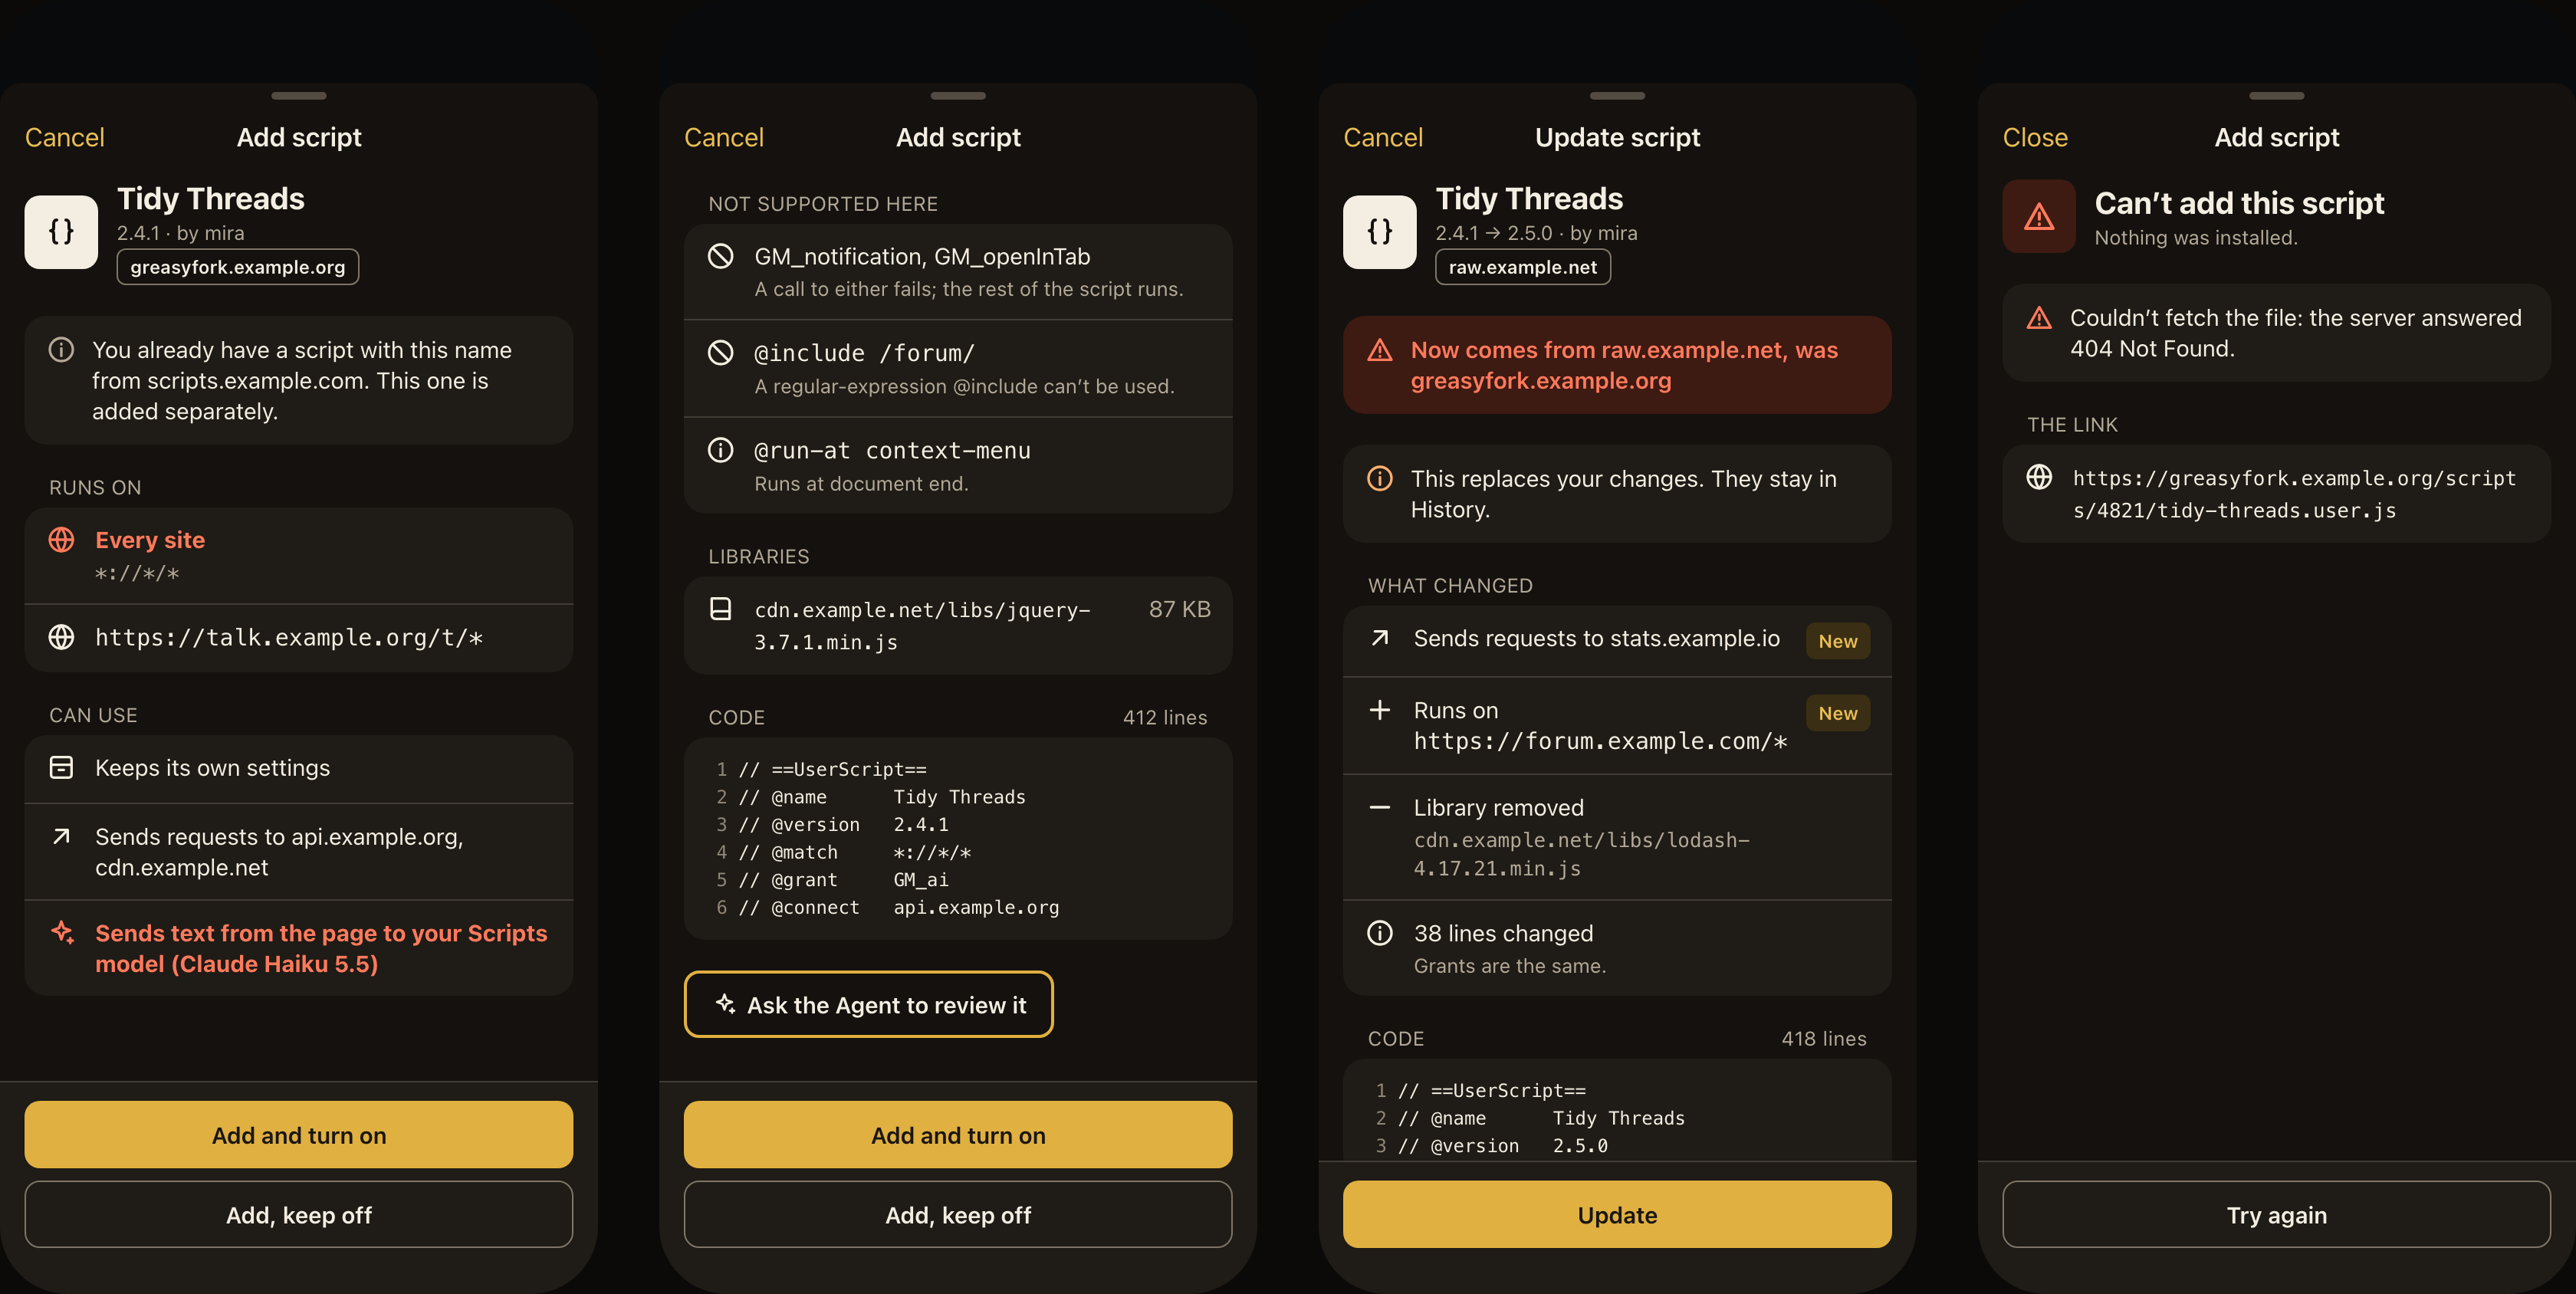 Cancel
Add script
Tidy Threads
2.4.1 · by mira
greasyfork.example.org
You already have a script with this name
from scripts.example.com. This one is
added separately.
RUNS ON
Every site
*://*/*
https://talk.example.org/t/*
CAN USE
Keeps its own settings
Sends requests to api.example.org,
cdn.example.net
Sends text from the page to your Scripts
model (Claude Haiku 5.5)
Add and turn on
Add, keep off
Cancel
Add script
NOT SUPPORTED HERE
GM_notification, GM_openInTab
A call to either fails; the rest of the script runs.
@include /forum/
A regular-expression @include can’t be used.
@run-at context-menu
Runs at document end.
LIBRARIES
cdn.example.net/libs/jquery-
3.7.1.min.js
87 KB
CODE
412 lines
1 // ==UserScript==
2 // @name      Tidy Threads
3 // @version   2.4.1
4 // @match     *://*/*
5 // @grant     GM_ai
6 // @connect   api.example.org
Ask the Agent to review it
Add and turn on
Add, keep off
Cancel
Update script
Tidy Threads
2.4.1 → 2.5.0 · by mira
raw.example.net
Now comes from raw.example.net, was
greasyfork.example.org
This replaces your changes. They stay in
History.
WHAT CHANGED
Sends requests to stats.example.io
New
Runs on
https://forum.example.com/*
New
Library removed
cdn.example.net/libs/lodash-
4.17.21.min.js
38 lines changed
Grants are the same.
CODE
418 lines
1 // ==UserScript==
2 // @name      Tidy Threads
3 // @version   2.5.0
Update
Close
Add script
Can’t add this script
Nothing was installed.
Couldn’t fetch the file: the server answered
404 Not Found.
THE LINK
https://greasyfork.example.org/script
s/4821/tidy-threads.user.js
Try again